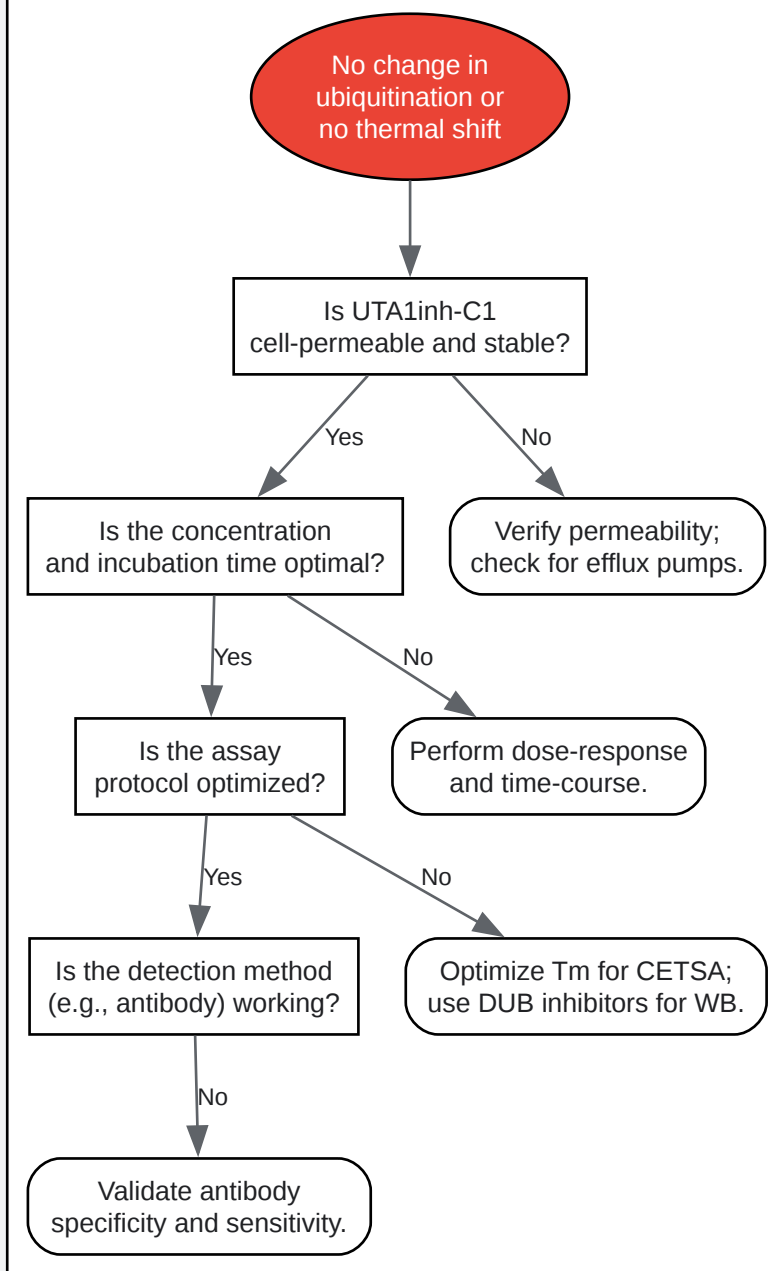 No change in
ubiquitination or
no thermal shift
Is UTA1inh-C1
cell-permeable and stable?
Yes
No
Is the concentration
and incubation time optimal?
Verify permeability;
check for efflux pumps.
Yes
No
Is the assay
protocol optimized?
Perform dose-response
and time-course.
Yes
No
Is the detection method
(e.g., antibody) working?
Optimize Tm for CETSA;
use DUB inhibitors for WB.
No
Validate antibody
specificity and sensitivity.